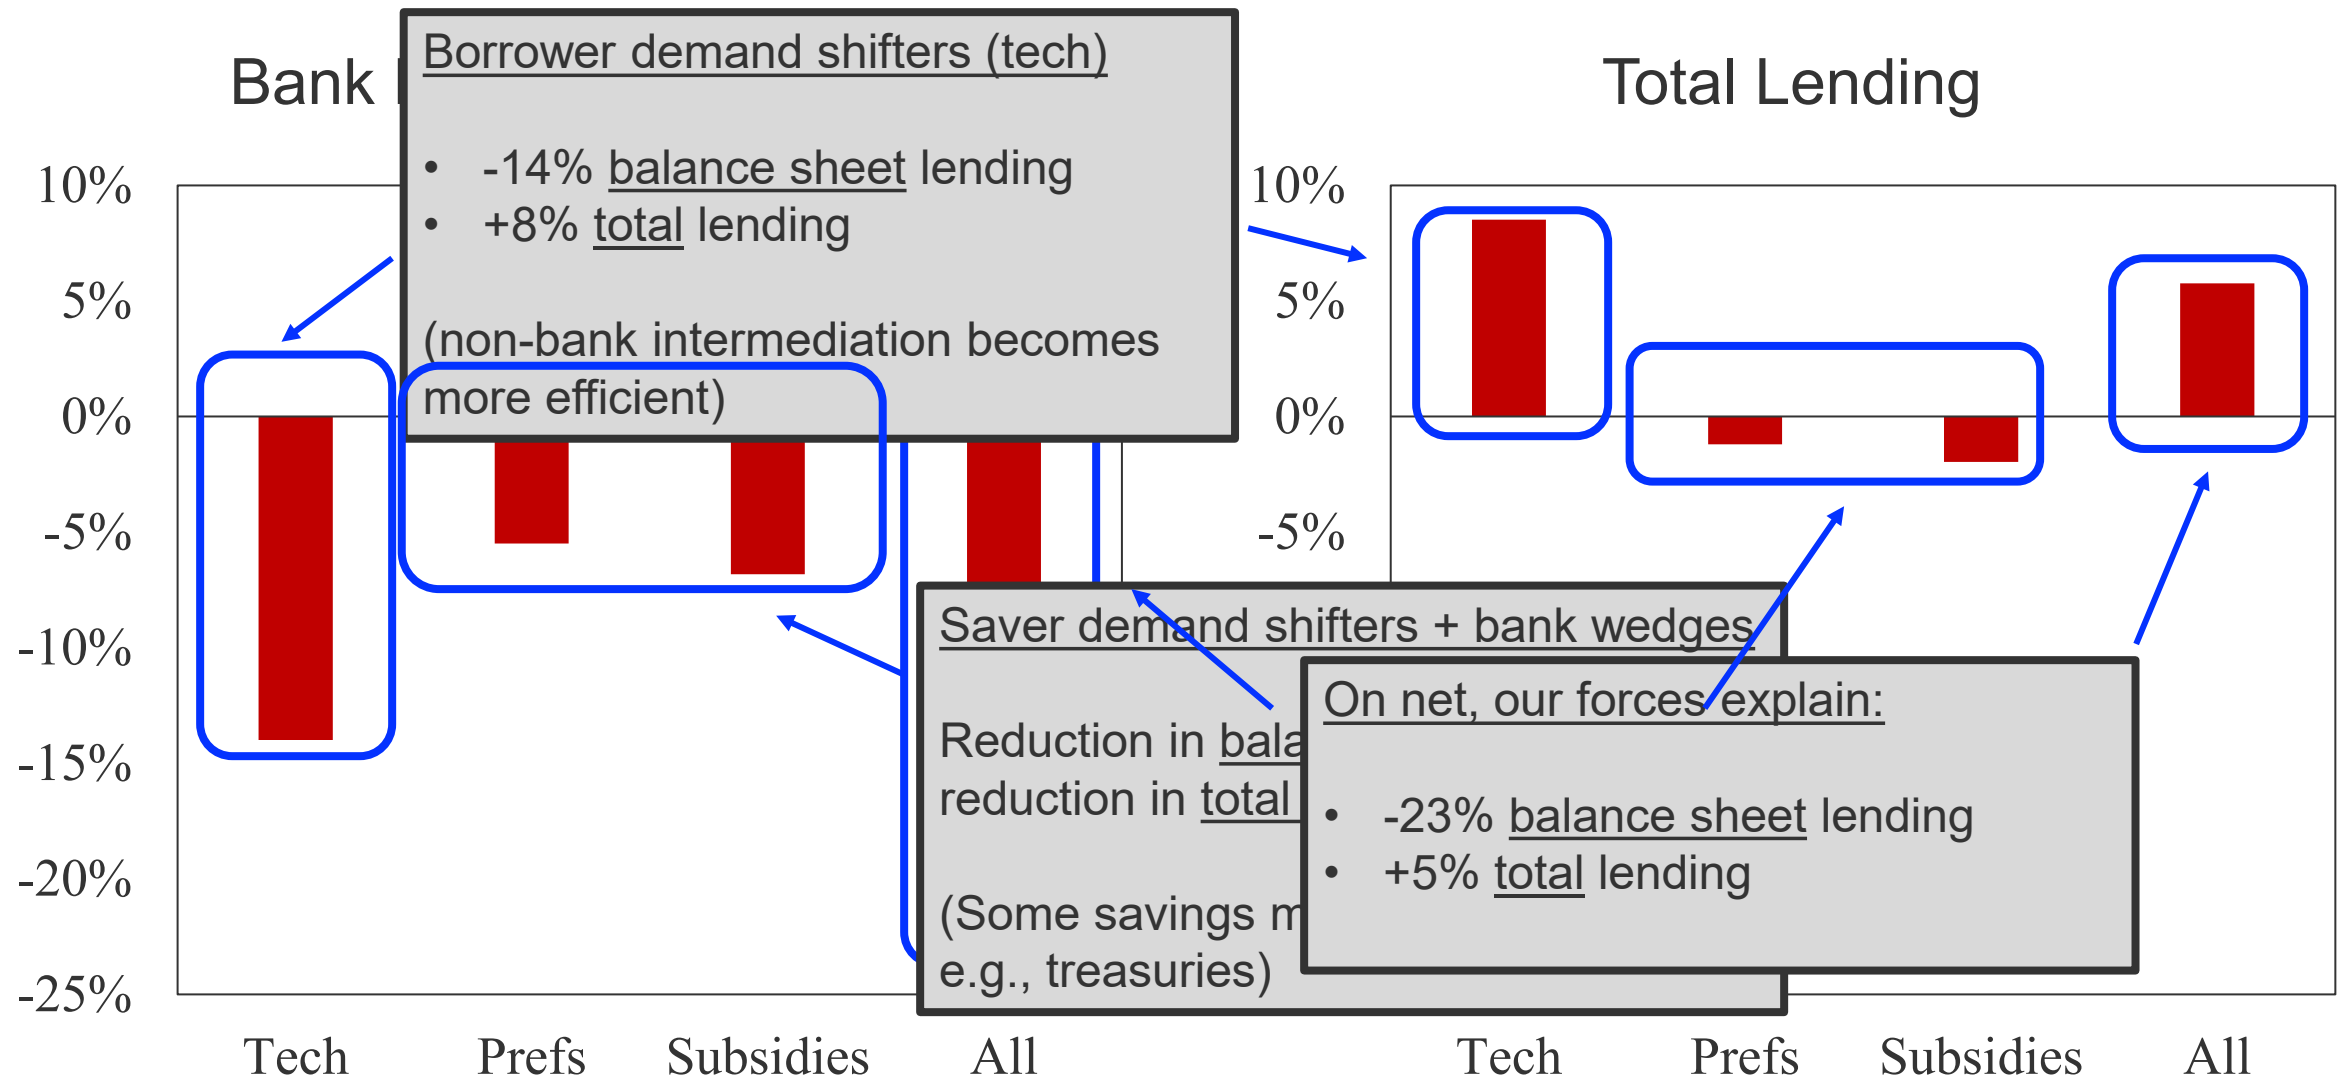 Bank
Total Lending
Borrower demand shifters (tech)
• -14% balance sheet lending
• +8% total lending
(non-bank intermediation becomes
more efficient)
10%
5%
0%
-5%
-10%
-15%
-20%
-25%
Tech Prefs Subsidies All
10%
5%
0%
-5%
Tech Prefs Subsidies All
Saver demand shifters + bank wedges
Reduction in
reduction in total
(Some savings
e.g., treasuries)
On net, our forces explain:
• -23% balance sheet lending
• +5% total lending